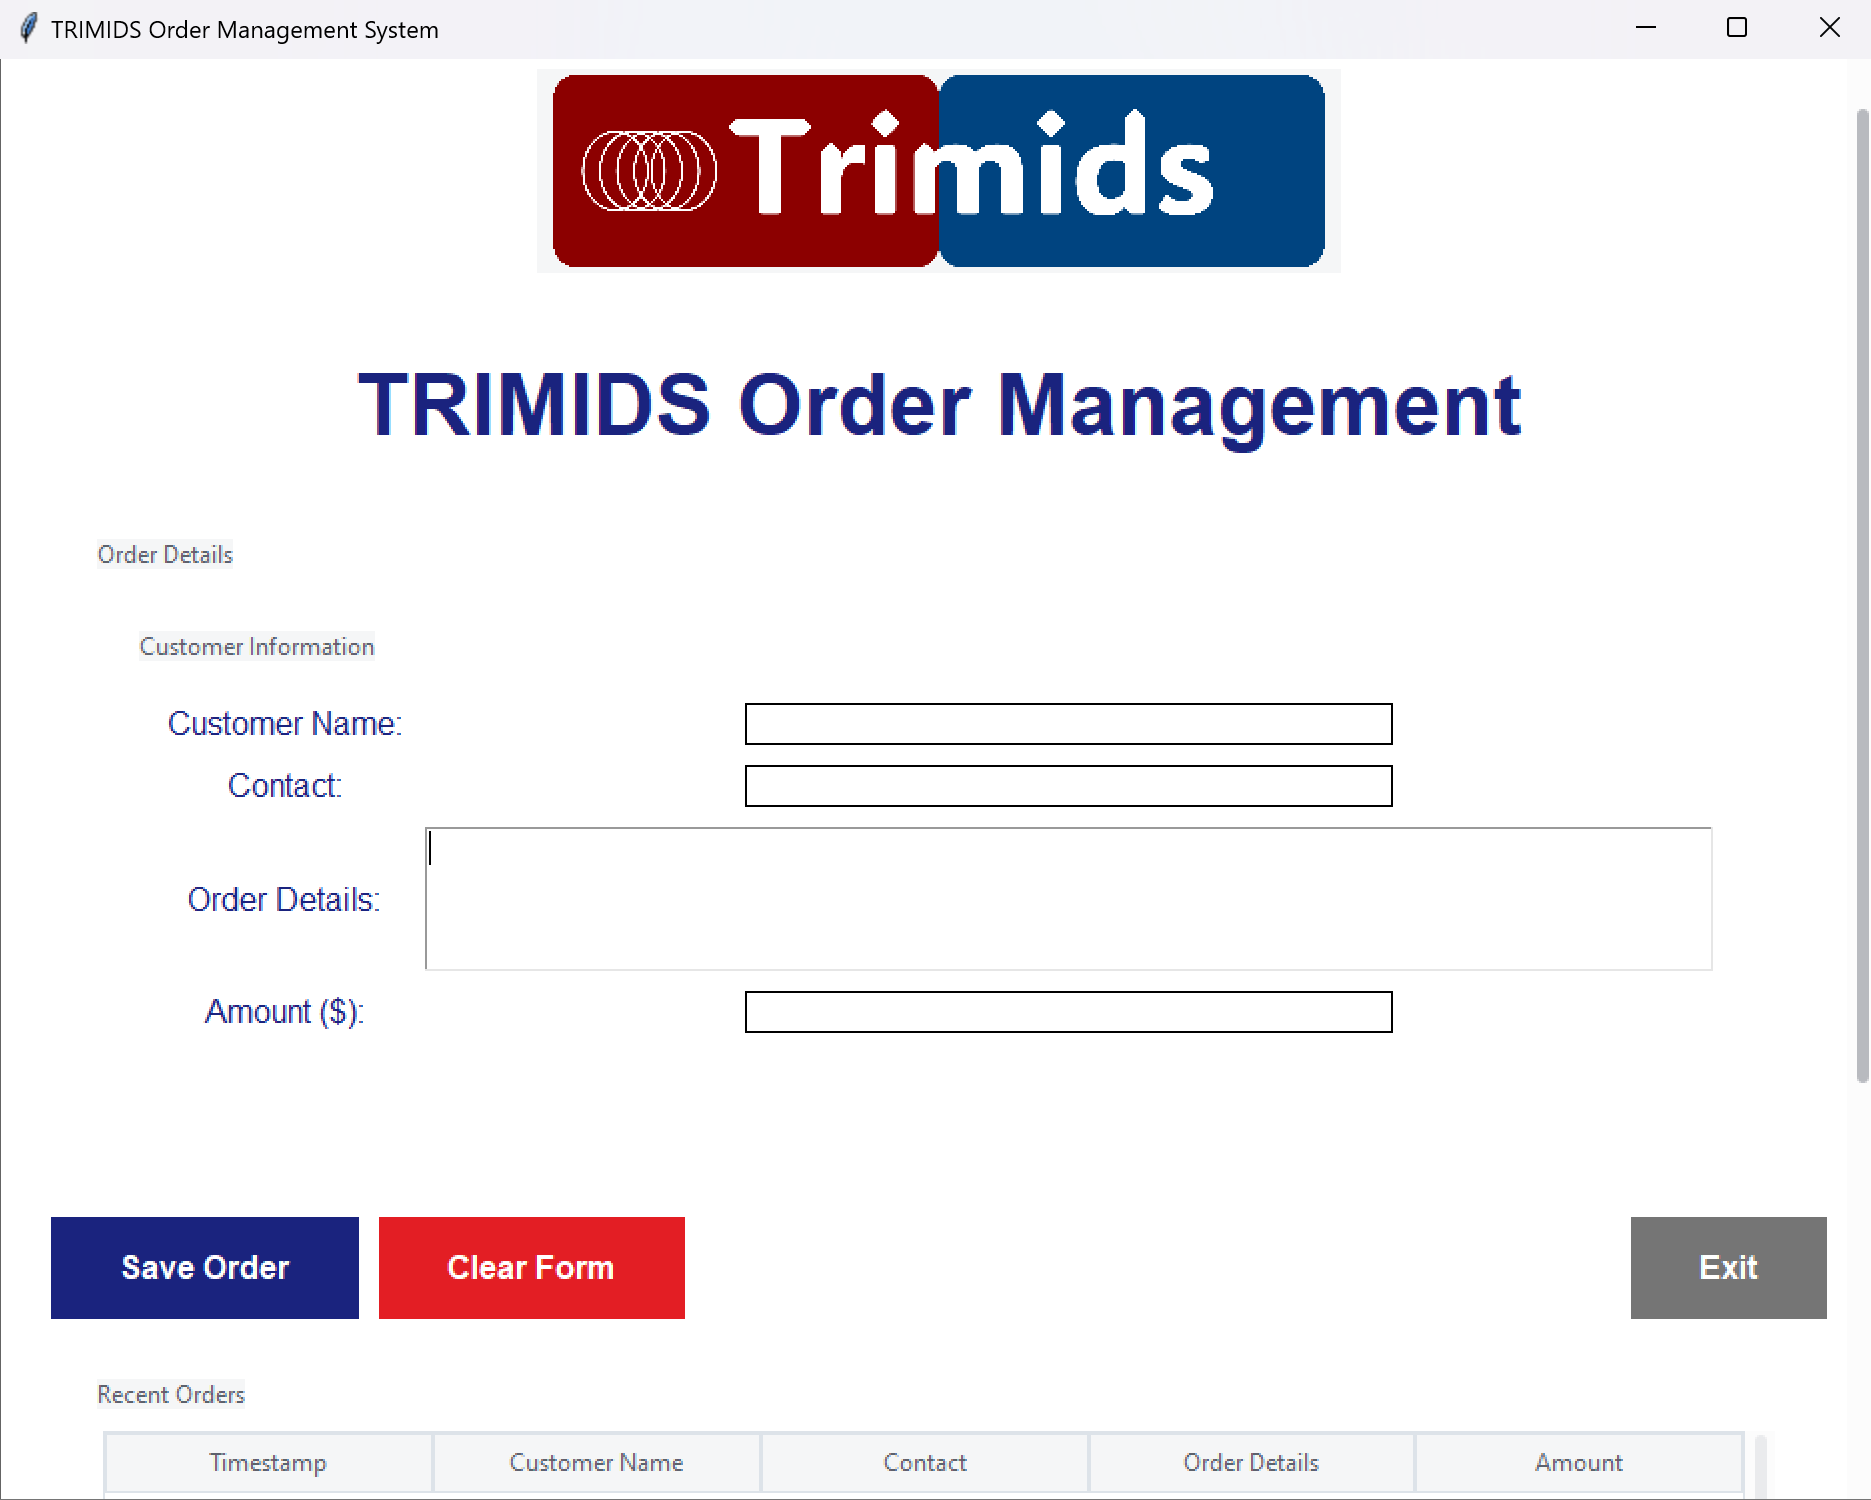 TRIMIDS Order Management System
Trimids
TRIMIDS Order Management
Order Details
Customer Information
Customer Name:
Contact:
Order Details:
Amount ($):
Save Order Clear Form Exit
Recent Orders
Timestamp Customer Name Contact Order Details Amount